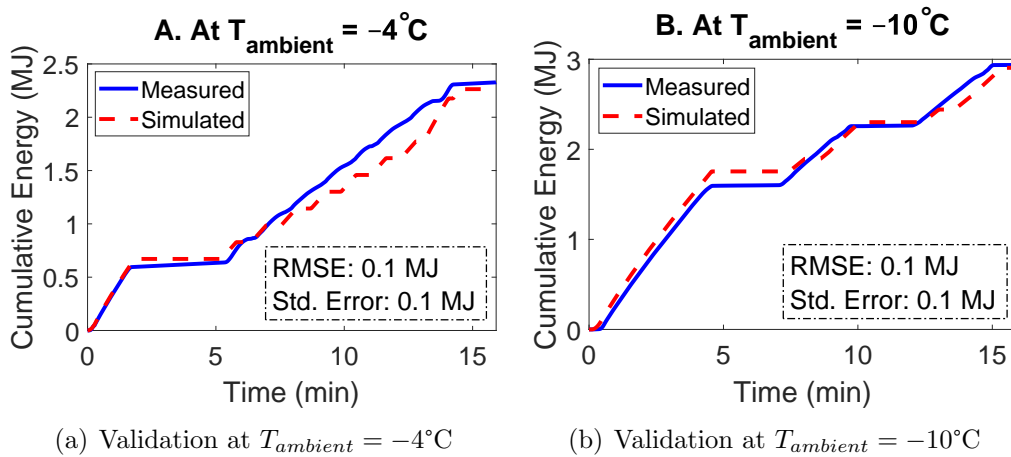 A. At T_ambient = −4°C
Cumulative Energy (MJ)
2.5
2
1.5
1
0.5
0
Measured
Simulated
RMSE: 0.1 MJ
Std. Error: 0.1 MJ
0 5 10 15
Time (min)
(a) Validation at T_ambient = −4°C
B. At T_ambient = −10°C
Cumulative Energy (MJ)
3
2
1
0
Measured
Simulated
RMSE: 0.1 MJ
Std. Error: 0.1 MJ
0 5 10 15
Time (min)
(b) Validation at T_ambient = −10°C